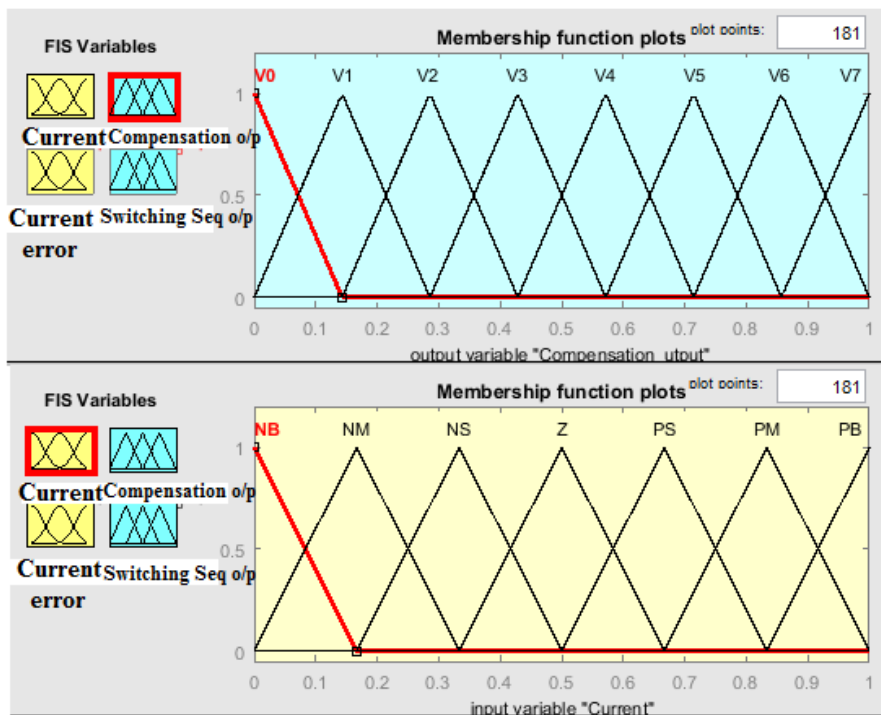 FIS Variables
Membership function plots plot points: 181
V0 V1 V2 V3 V4 V5 V6 V7
1
Current Compensation o/p
0.5
Current Switching Seq o/p
error
0
0 0.1 0.2 0.3 0.4 0.5 0.6 0.7 0.8 0.9 1
output variable "Compensation utput"
FIS Variables
Membership function plots plot points: 181
NB NM NS Z PS PM PB
1
Current Compensation o/p
0.5
Current Switching Seq o/p
error
0
0 0.1 0.2 0.3 0.4 0.5 0.6 0.7 0.8 0.9 1
input variable "Current"